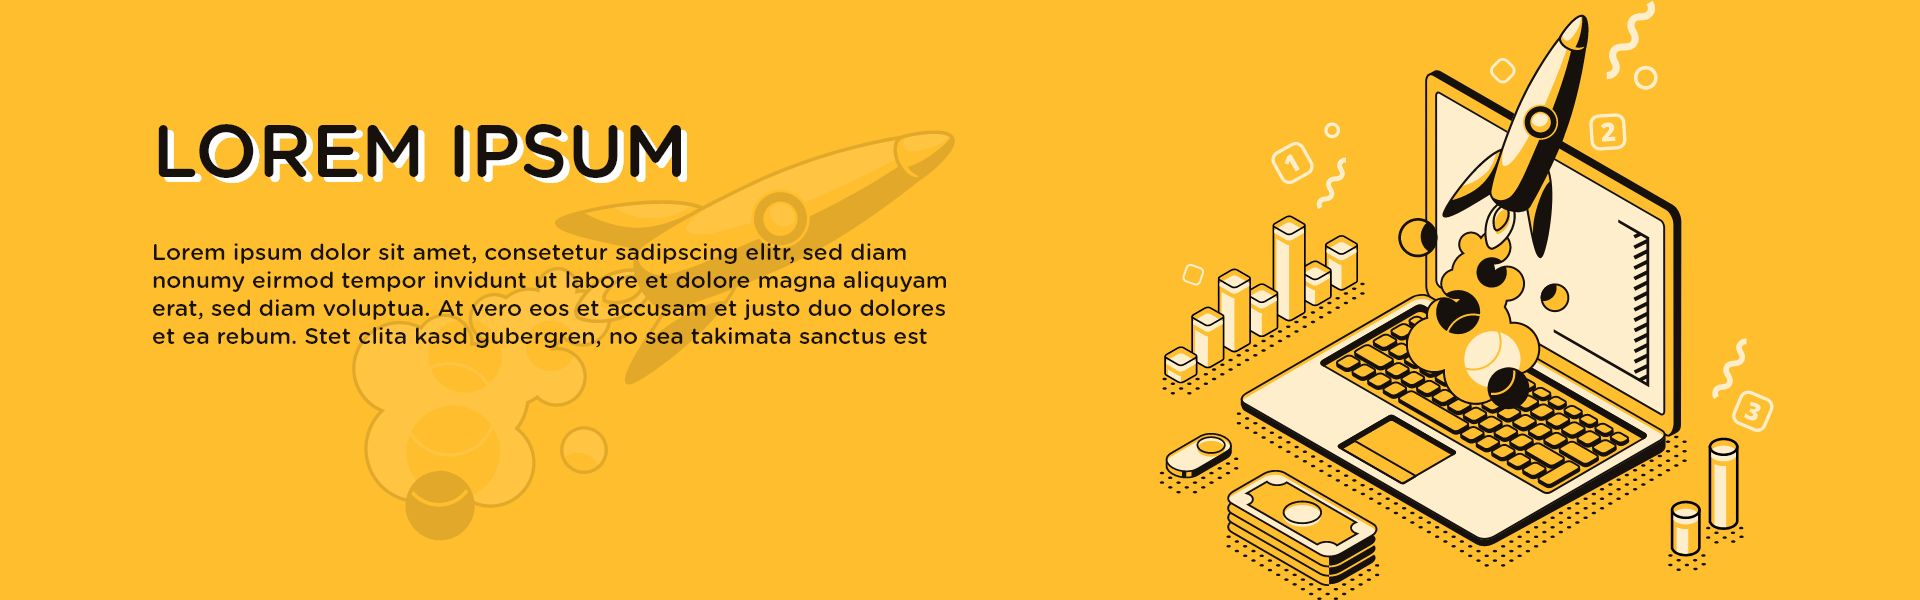 LOREM IPSUM
Lorem ipsum dolor sit amet, consetetur sadipscing elitr, sed diam
nonumy eirmod tempor invidunt ut labore et dolore magna aliquyam
erat, sed diam voluptua. At vero eos et accusam et justo duo dolores
et ea rebum. Stet clita kasd gubergren, no sea takimata sanctus est
1
2
3